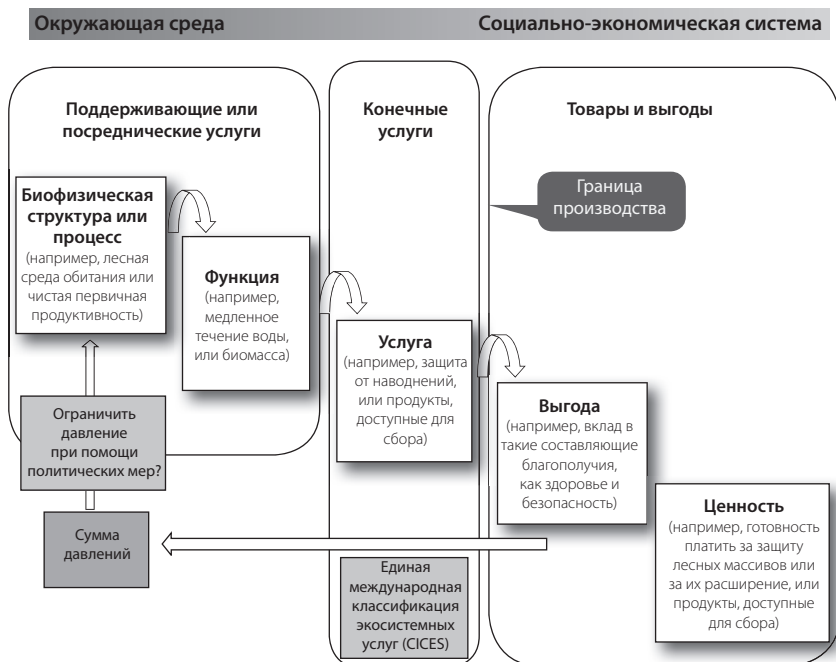 Окружающая среда
Социально-экономическая система
Поддерживающие или
посреднические услуги
Конечные
услуги
Товары и выгоды
Граница
производства
Биофизическая
структура или
процесс
(например, лесная
среда обитания или
чистая первичная
продуктивность)
Функция
(например,
медленное
течение воды,
или биомасса)
Услуга
(например, защита
от наводнений,
или продукты,
доступные для
сбора)
Выгода
(например, вклад в
такие составляющие
благополучия,
как здоровье и
безопасность)
Ценность
(например, готовность
платить за защиту
лесных массивов или
за их расширение, или
продукты, доступные
для сбора)
Ограничить
давление
при помощи
политических мер?
Сумма
давлений
Единая
международная
классификация
экосистемных
услуг (CICES)